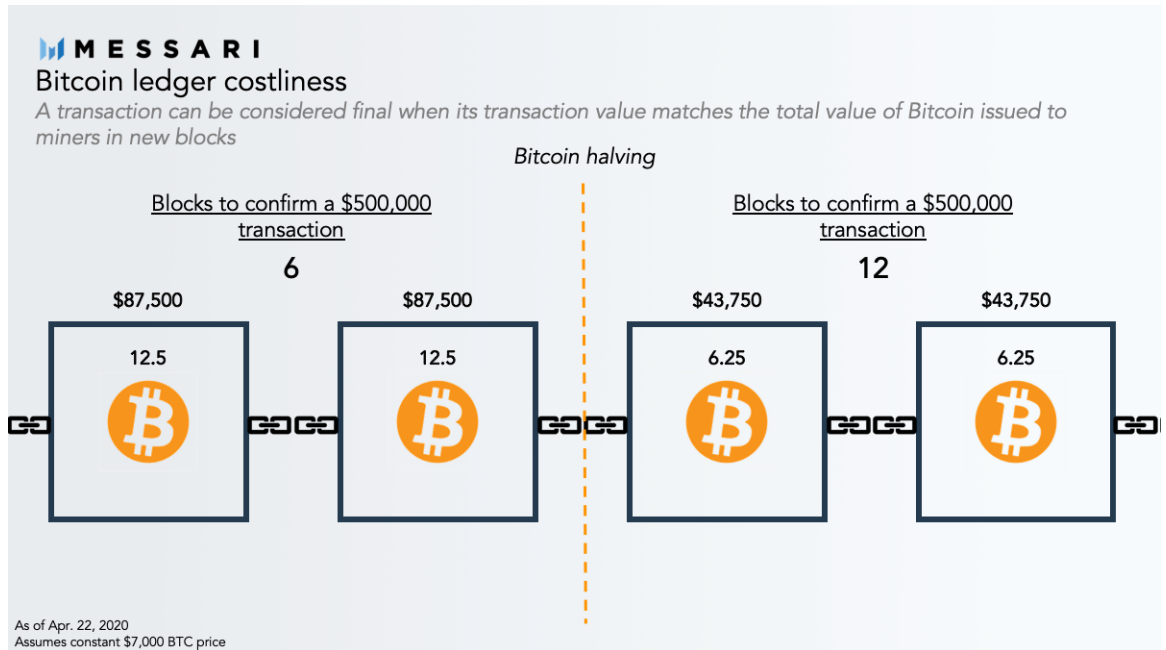 MESSARI
Bitcoin ledger costliness
A transaction can be considered final when its transaction value matches the total value of Bitcoin issued to
miners in new blocks
Bitcoin halving
Blocks to confirm a $500,000
transaction
6
Blocks to confirm a $500,000
transaction
12
$87,500
$87,500
$43,750
$43,750
12.5
12.5
6.25
6.25
As of Apr. 22, 2020
Assumes constant $7,000 BTC price